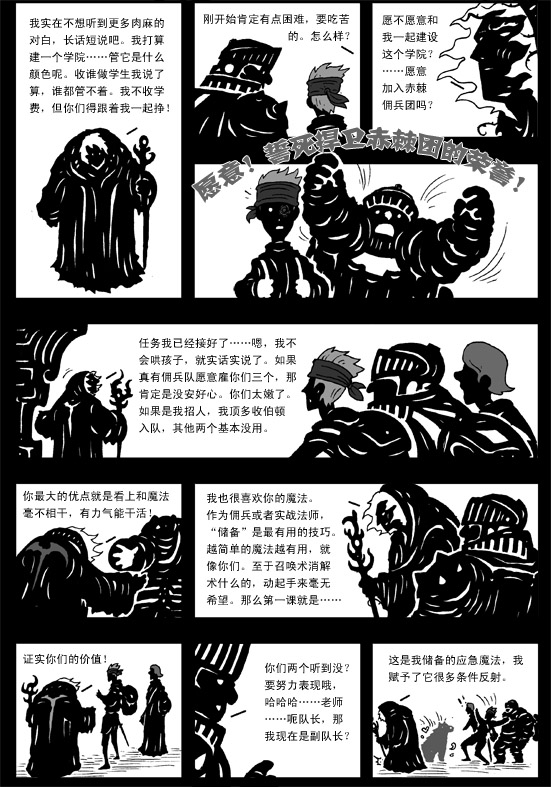 我实在不想听到更多肉麻的
对白，长话短说吧。我打算
建一个学院……管它是什么
颜色呢。收谁做学生我说了
算，谁都管不着。我不收学
费，但你们得跟着我一起挣！
刚开始肯定有点困难，要吃苦
的。怎么样？
愿不愿意和
我一起建设
这个学院？
……愿意
加入赤棘
佣兵团吗？
愿意！誓死捍卫赤棘团的荣誉！
任务我已经接好了……嗯，我不
会哄孩子，就实话实说了。如果
真有佣兵队愿意雇你们三个，那
肯定是没安好心。你们太嫩了。
如果是我招人，我顶多收伯顿
入队，其他两个基本没用。
你最大的优点就是看上和魔法
毫不相干，有力气能干活！
我也很喜欢你的魔法。
作为佣兵或者实战法师，
“储备”是最有用的技巧。
越简单的魔法越有用，就
像你们。至于召唤术消解
术什么的，动起手来毫无
希望。那么第一课就是……
证实你们的价值！
你们两个听到没？
要努力表现哦，
哈哈哈……老师
……呃队长，那
我现在是副队长？
这是我储备的应急魔法，我
赋予了它很多条件反射。